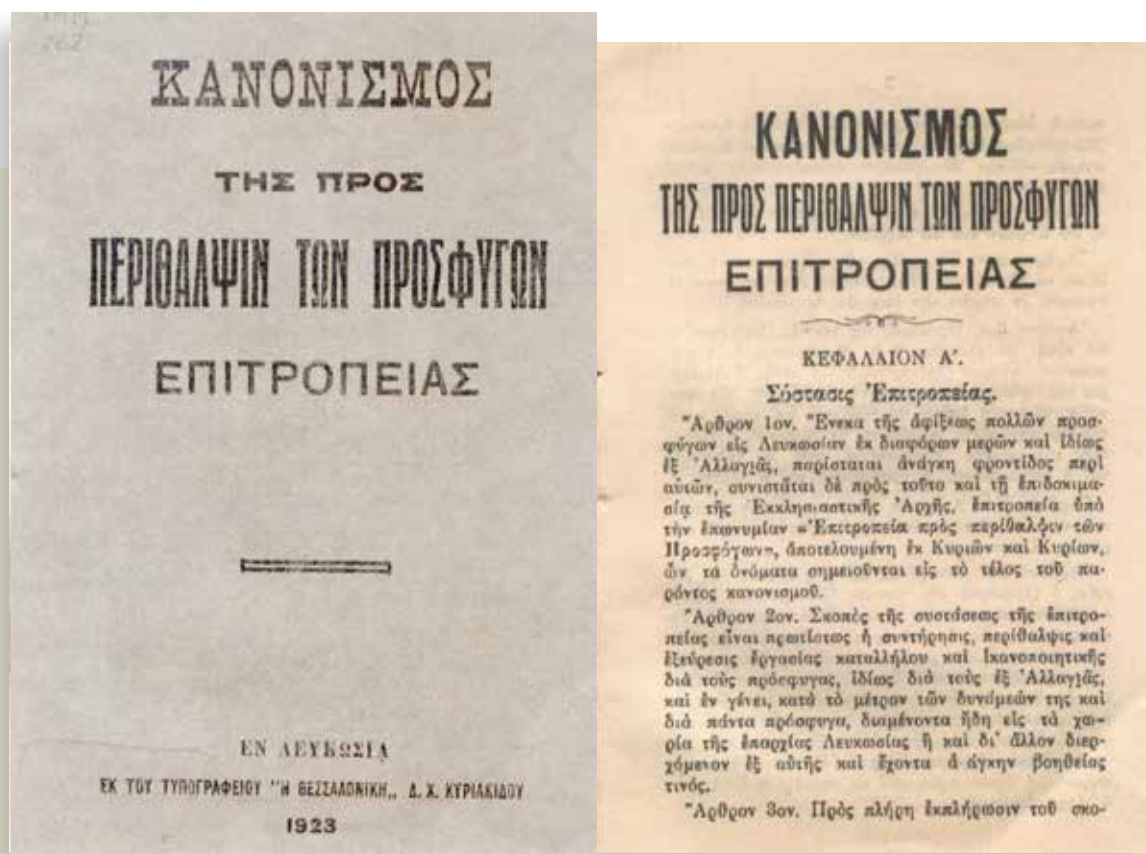 262
ΚΑΝΟΝΙΣΜΟΣ
ΤΗΣ ΠΡΟΣ
ΠΕΡΙΘΑΛΨΙΝ ΤΩΝ ΠΡΟΣΦΥΓΩΝ
ΕΠΙΤΡΟΠΕΙΑΣ
ΕΝ ΛΕΥΚΩΣΙΑ
ΕΚ ΤΟΥ ΤΥΠΟΓΡΑΦΕΙΟΥ "Η ΘΕΣΣΑΛΟΝΙΚΗ„ Δ. Χ. ΚΥΡΙΑΚΙΔΟΥ
1923
ΚΑΝΟΝΙΣΜΟΣ
ΤΗΣ ΠΡΟΣ ΠΕΡΙΘΑΛΨΙΝ ΤΩΝ ΠΡΟΣΦΥΓΩΝ
ΕΠΙΤΡΟΠΕΙΑΣ
ΚΕΦΑΛΑΙΟΝ Α΄.
Σύστασις Ἐπιτροπείας.
Ἄρθρον 1ον. Ἕνεκα τῆς ἀφίξεως πολλῶν προσ-
φύγων εἰς Λευκωσίαν ἐκ διαφόρων μερῶν καὶ ἰδίως
ἐξ Ἀλλαγιᾶς, παρίσταται ἀνάγκη φροντίδος περὶ
αὐτῶν, συνιστᾶται δὲ πρὸς τοῦτο καὶ τῇ ἐπιδοκιμα-
σίᾳ τῆς Ἐκκλησιαστικῆς Ἀρχῆς, ἐπιτροπεία ὑπὸ
τὴν ἐπωνυμίαν «Ἐπιτροπεία πρὸς περίθαλψιν τῶν
Προσφύγων», ἀποτελουμένη ἐκ Κυριῶν καὶ Κυρίων,
ὧν τὰ ὀνόματα σημειοῦνται εἰς τὸ τέλος τοῦ πα-
ρόντος κανονισμοῦ.
Ἄρθρον 2ον. Σκοπὸς τῆς συστάσεως τῆς ἐπιτρο-
πείας εἶναι πρωτίστως ἡ συντήρησις, περίθαλψις καὶ
ἐξεύρεσις ἐργασίας καταλλήλου καὶ ἱκανοποιητικῆς
διὰ τοὺς πρόσφυγας, ἰδίως διὰ τοὺς ἐξ Ἀλλαγιᾶς,
καὶ ἐν γένει, κατὰ τὸ μέτρον τῶν δυνάμεών της καὶ
διὰ πάντα πρόσφυγα, διαμένοντα ἤδη εἰς τὰ χω-
ρία τῆς ἐπαρχίας Λευκωσίας ἢ καὶ δι' ἄλλον διερ-
χόμενον ἐξ αὐτῆς καὶ ἔχοντα ἀ άγκην βοηθείας
τινός.
Ἄρθρον 3ον. Πρὸς πλήρη ἐκπλήρωσιν τοῦ σκο-